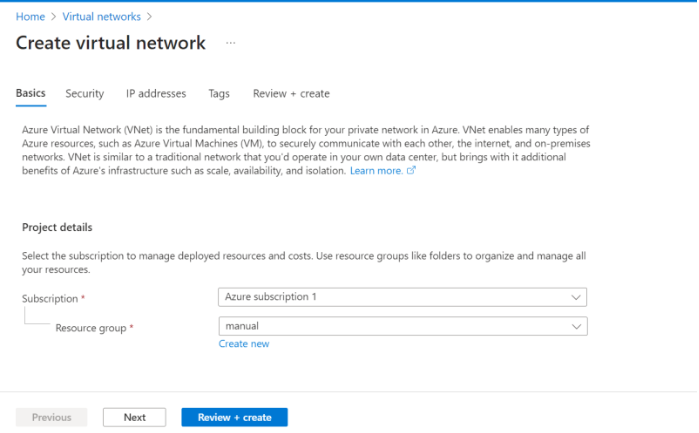 Home > Virtual networks >
Create virtual network ...
Basics Security IP addresses Tags Review + create
Azure Virtual Network (VNet) is the fundamental building block for your private network in Azure. VNet enables many types of
Azure resources, such as Azure Virtual Machines (VM), to securely communicate with each other, the internet, and on-premises
networks. VNet is similar to a traditional network that you'd operate in your own data center, but brings with it additional
benefits of Azure's infrastructure such as scale, availability, and isolation. Learn more.
Project details
Select the subscription to manage deployed resources and costs. Use resource groups like folders to organize and manage all
your resources.
Subscription * Azure subscription 1
Resource group * manual
Create new
Previous Next Review + create